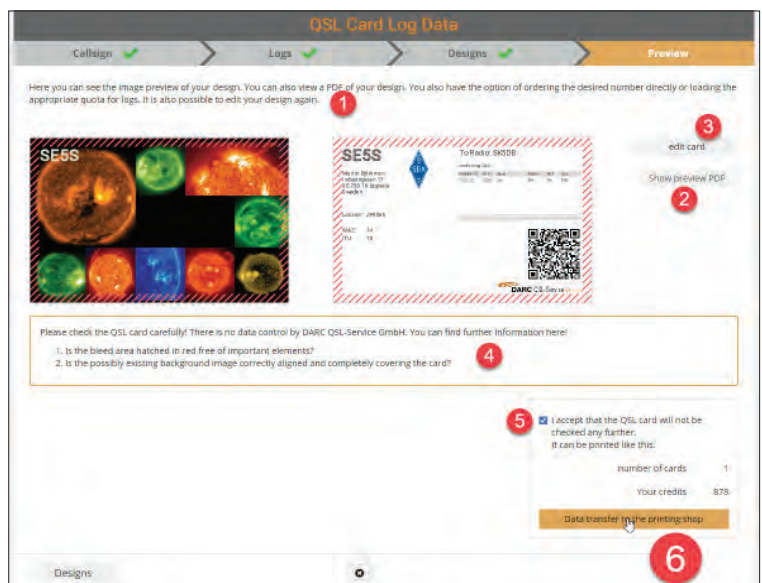 QSL Card Log Data
Callsign
Logs
Designs
Preview
Here you can see the image preview of your design. You can also view a PDF of your design. You also have the option of ordering the desired number directly or loading the
appropriate quota for logs. It is also possible to edit your design again.
1
3
edit card
Show preview PDF
2
SE5S
SE5S
To Radio: SK5DB
Sweden
DARC QSL-Service
Please check the QSL card carefully! There is no data control by DARC QSL-Service GmbH. You can find further information here!
1. Is the bleed area hatched in red free of important elements?
2. Is the possibly existing background image correctly aligned and completely covering the card?
4
5
I accept that the QSL card will not be
checked any further.
It can be printed like this.
number of cards 1
Your credits 878
Data transfer to the printing shop
6
Designs